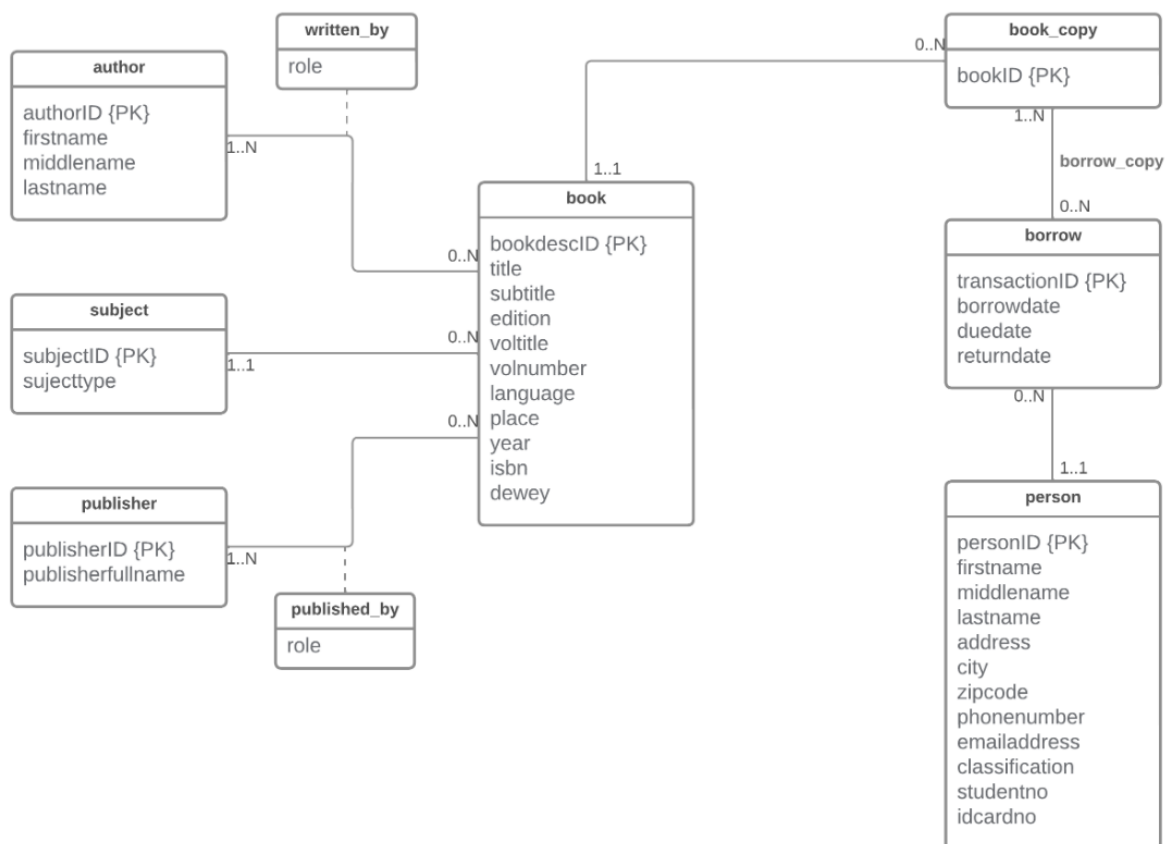 written_by
role
author
authorID {PK}
firstname
middlename
lastname
1..N
0..N
subject
subjectID {PK}
sujecttype
1..1
0..N
publisher
publisherID {PK}
publisherfullname
1..N
0..N
published_by
role
book
bookdescID {PK}
title
subtitle
edition
voltitle
volnumber
language
place
year
isbn
dewey
1..1
0..N
book_copy
bookID {PK}
1..N
borrow_copy
0..N
borrow
transactionID {PK}
borrowdate
duedate
returndate
0..N
1..1
person
personID {PK}
firstname
middlename
lastname
address
city
zipcode
phonenumber
emailaddress
classification
studentno
idcardno